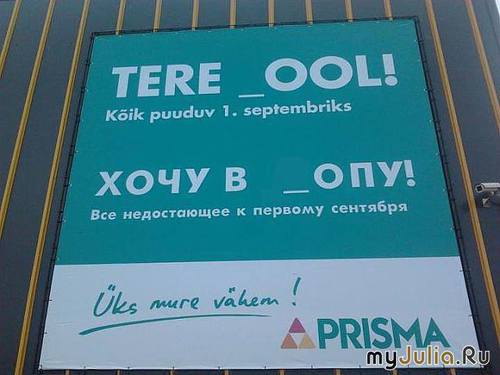 TERE _OOL!
Kõik puuduv 1. septembriks
ХОЧУ В _ОПУ!
Все недостающее к первому сентября
Üks mure vähem!
PRISMA
myJulia.Ru